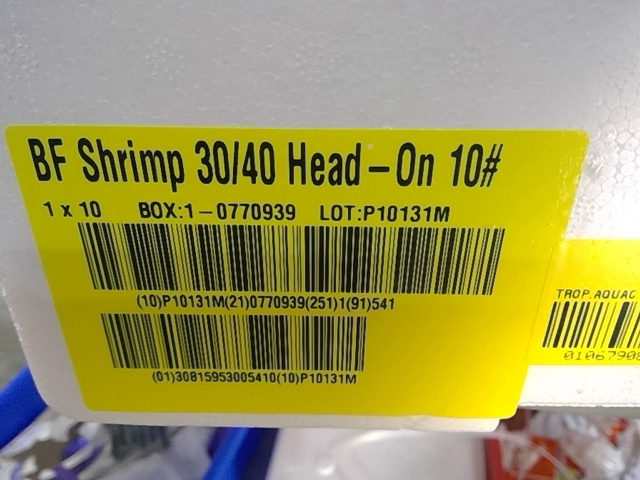 BF Shrimp 30/40 Head-On 10#
1 x 10 BOX:1-0770939 LOT:P10131M
(10)P10131M(21)0770939(251)1(91)541
(01)30815953005410(10)P10131M
TROP.AQUAC